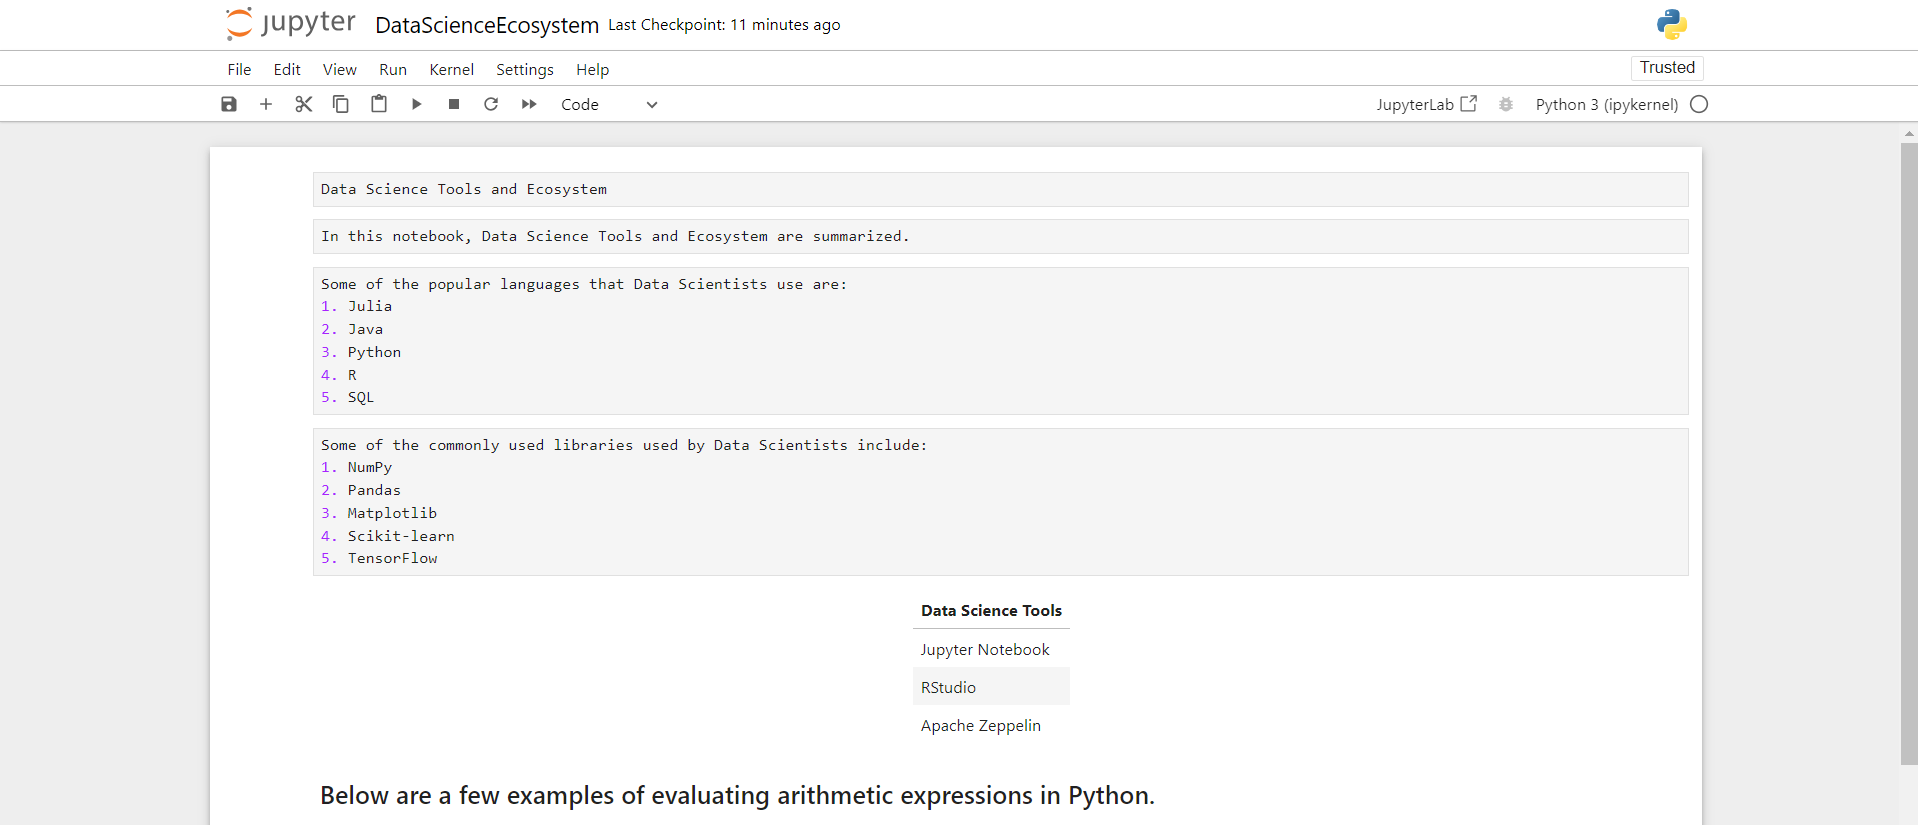 jupyter DataScienceEcosystem Last Checkpoint: 11 minutes ago
File Edit View Run Kernel Settings Help Trusted
Code JupyterLab Python 3 (ipykernel)
Data Science Tools and Ecosystem
In this notebook, Data Science Tools and Ecosystem are summarized.
Some of the popular languages that Data Scientists use are:
1. Julia
2. Java
3. Python
4. R
5. SQL
Some of the commonly used libraries used by Data Scientists include:
1. NumPy
2. Pandas
3. Matplotlib
4. Scikit-learn
5. TensorFlow
Data Science Tools
Jupyter Notebook
RStudio
Apache Zeppelin
Below are a few examples of evaluating arithmetic expressions in Python.